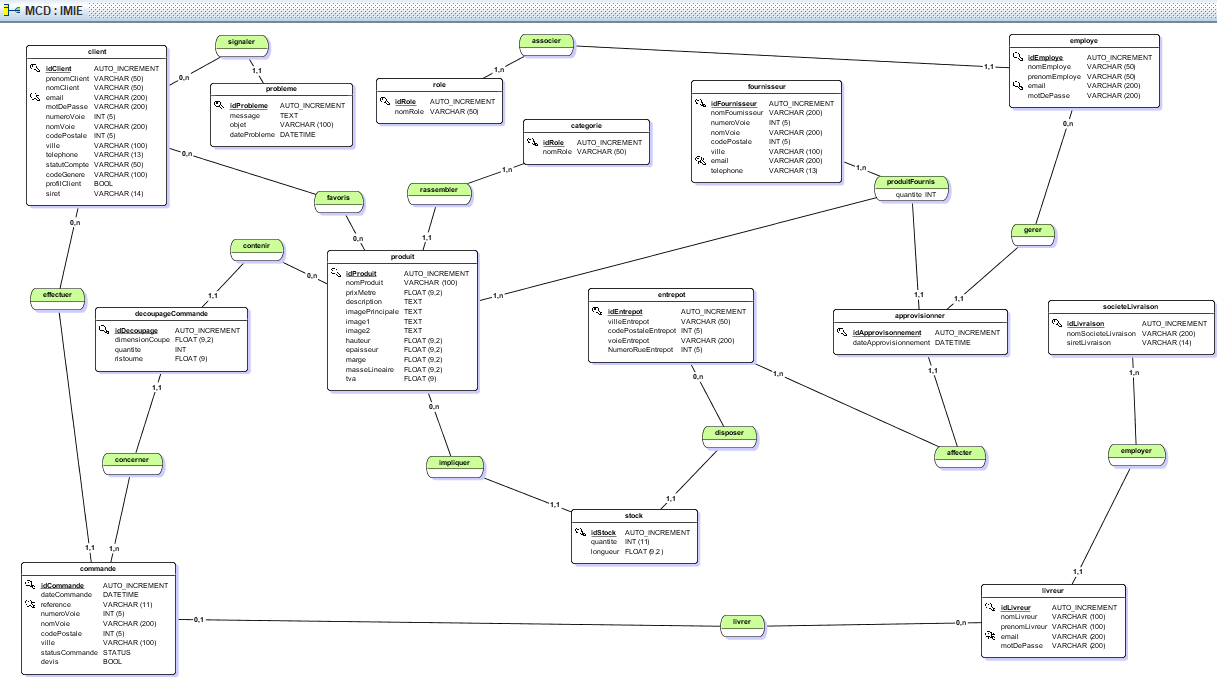 MCD : IMIE
client
idClient AUTO_INCREMENT
prenomClient VARCHAR (50)
nomClient VARCHAR (50)
email VARCHAR (200)
motDePasse VARCHAR (200)
numeroVoie INT (5)
nomVoie VARCHAR (200)
codePostale INT (5)
ville VARCHAR (100)
telephone VARCHAR (13)
statutCompte VARCHAR (50)
codeGenere VARCHAR (100)
profitClient BOOL
siret VARCHAR (14)
signaler
0,n
1,1
probleme
idProbleme AUTO_INCREMENT
message TEXT
objet VARCHAR (100)
dateProbleme DATETIME
associer
1,n
1,1
role
idRole AUTO_INCREMENT
nomRole VARCHAR (50)
employe
idEmploye AUTO_INCREMENT
nomEmploye VARCHAR (50)
prenomEmploye VARCHAR (50)
email VARCHAR (200)
motDePasse VARCHAR (200)
categorie
idRole AUTO_INCREMENT
nomRole VARCHAR (50)
fournisseur
idFournisseur AUTO_INCREMENT
nomFournisseur VARCHAR (200)
numeroVoie INT (5)
nomVoie VARCHAR (200)
codePostale INT (5)
ville VARCHAR (100)
email VARCHAR (200)
telephone VARCHAR (13)
0,n
favoris
0,n
1,n
rassembler
1,1
1,n
produitFournis
quantite INT
1,n
1,1
0,n
gerer
1,1
contenir
0,n
1,1
0,n
effectuer
1,1
produit
idProduit AUTO_INCREMENT
nomProduit VARCHAR (100)
prixMetre FLOAT (9,2)
description TEXT
imagePrincipale TEXT
image1 TEXT
image2 TEXT
hauteur FLOAT (9,2)
epaisseur FLOAT (9,2)
marge FLOAT (9,2)
masseLineaire FLOAT (9,2)
tva FLOAT (9)
decoupageCommande
idDecoupage AUTO_INCREMENT
dimensionCoupe FLOAT (9,2)
quantite INT
ristourne FLOAT (9)
entrepot
idEntrepot AUTO_INCREMENT
villeEntrepot VARCHAR (50)
codePostaleEntrepot INT (5)
voieEntrepot VARCHAR (200)
NumeroRueEntrepot INT (5)
approvisionner
idApprovisonnement AUTO_INCREMENT
dateApprovisionnement DATETIME
societeLivraison
idLivraison AUTO_INCREMENT
nomSocieteLivraison VARCHAR (200)
siretLivraison VARCHAR (14)
1,1
concerner
1,n
0,n
impliquer
1,1
0,n
disposer
1,1
1,n
1,1
affecter
1,n
employer
1,1
stock
idStock AUTO_INCREMENT
quantite INT (11)
longueur FLOAT (9,2)
commande
idCommande AUTO_INCREMENT
dateCommande DATETIME
reference VARCHAR (11)
numeroVoie INT (5)
nomVoie VARCHAR (200)
codePostale INT (5)
ville VARCHAR (100)
statusCommande STATUS
devis BOOL
0,1
livrer
0,n
livreur
idLivreur AUTO_INCREMENT
nomLivreur VARCHAR (100)
prenomLivreur VARCHAR (100)
email VARCHAR (200)
motDePasse VARCHAR (200)